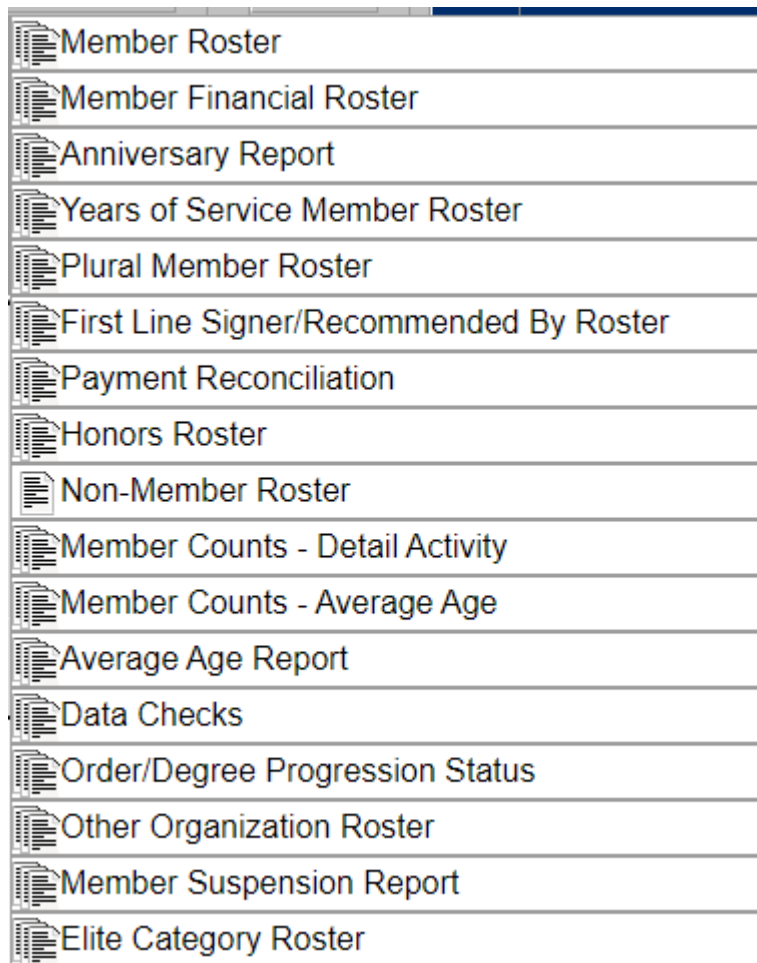 Member Roster
Member Financial Roster
Anniversary Report
Years of Service Member Roster
Plural Member Roster
First Line Signer/Recommended By Roster
Payment Reconciliation
Honors Roster
Non-Member Roster
Member Counts - Detail Activity
Member Counts - Average Age
Average Age Report
Data Checks
Order/Degree Progression Status
Other Organization Roster
Member Suspension Report
Elite Category Roster